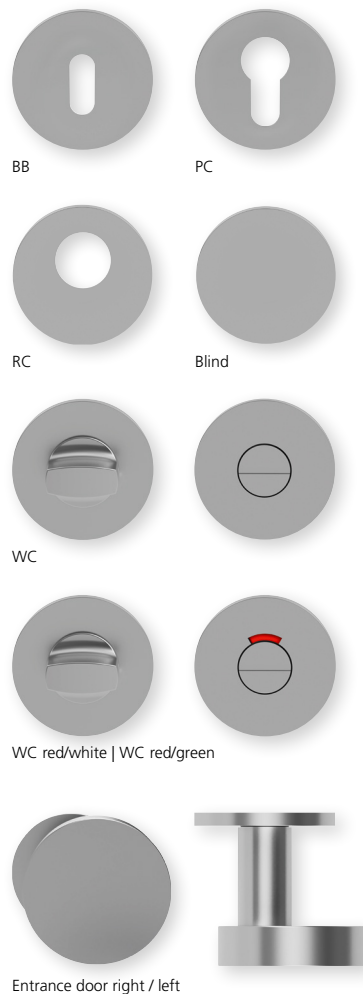 BB
PC
RC
Blind
WC
WC red/white | WC red/green
Entrance door right / left